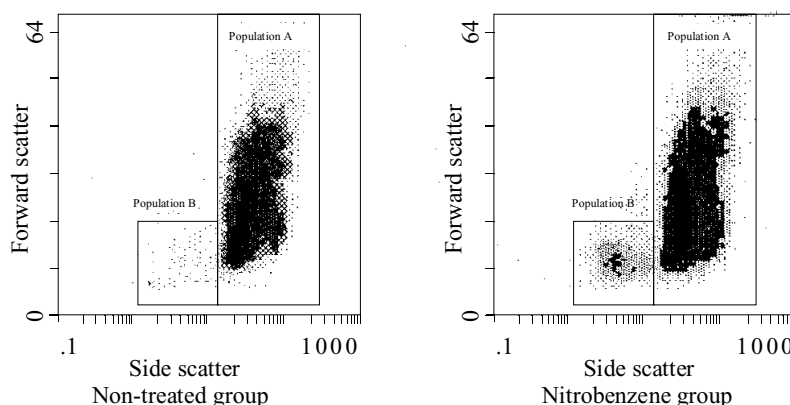 64
Population A
Forward scatter
Population B
0
.1
1000
Side scatter
Non-treated group
64
Population A
Forward scatter
Population B
0
.1
1000
Side scatter
Nitrobenzene group